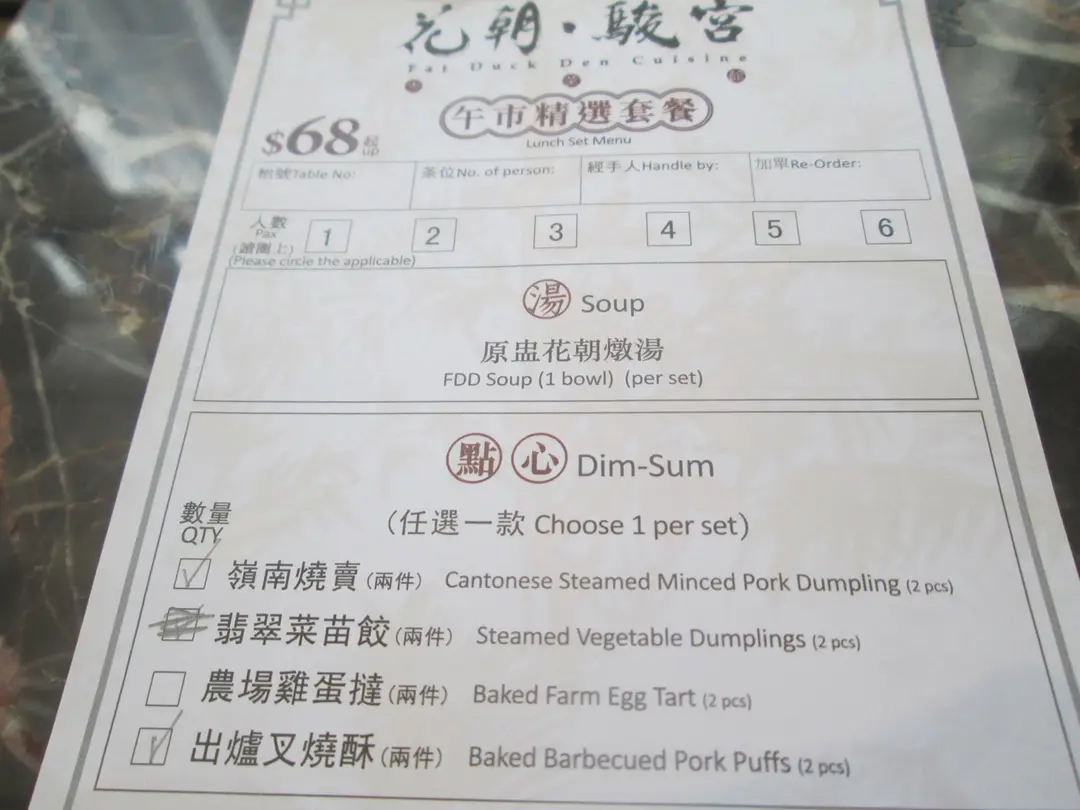 花朝·駿宮
Fat Duck Den Cuisine
午市精選套餐
Lunch Set Menu
$68起
up
枱號Table No:
茶位No. of person:
經手人Handle by:
加單Re-Order:
人數
Pax
(請圈上)
(Please circle the applicable)
1 2 3 4 5 6
湯 Soup
原盅花朝燉湯
FDD Soup (1 bowl) (per set)
點心 Dim-Sum
數量
QTY
(任選一款 Choose 1 per set)
嶺南燒賣(兩件) Cantonese Steamed Minced Pork Dumpling (2 pcs)
翡翠菜苗餃(兩件) Steamed Vegetable Dumplings (2 pcs)
農場雞蛋撻(兩件) Baked Farm Egg Tart (2 pcs)
出爐叉燒酥(兩件) Baked Barbecued Pork Puffs (2 pcs)